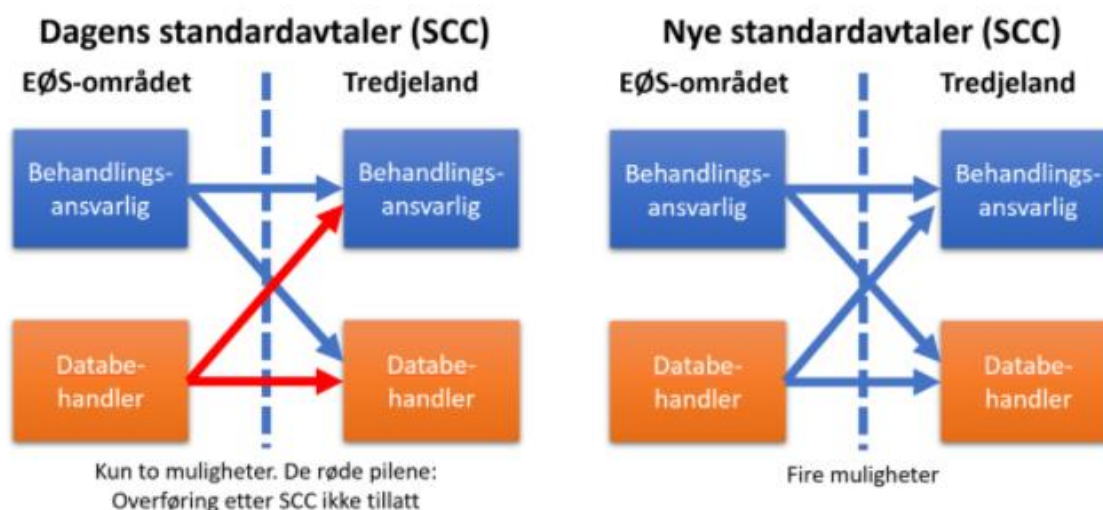 Dagens standardavtaler (SCC)
EØS-området
Tredjeland
Behandlings-
ansvarlig
Behandlings-
ansvarlig
Databe-
handler
Databe-
handler
Kun to muligheter. De røde pilene:
Overføring etter SCC ikke tillatt
Nye standardavtaler (SCC)
EØS-området
Tredjeland
Behandlings-
ansvarlig
Behandlings-
ansvarlig
Databe-
handler
Databe-
handler
Fire muligheter